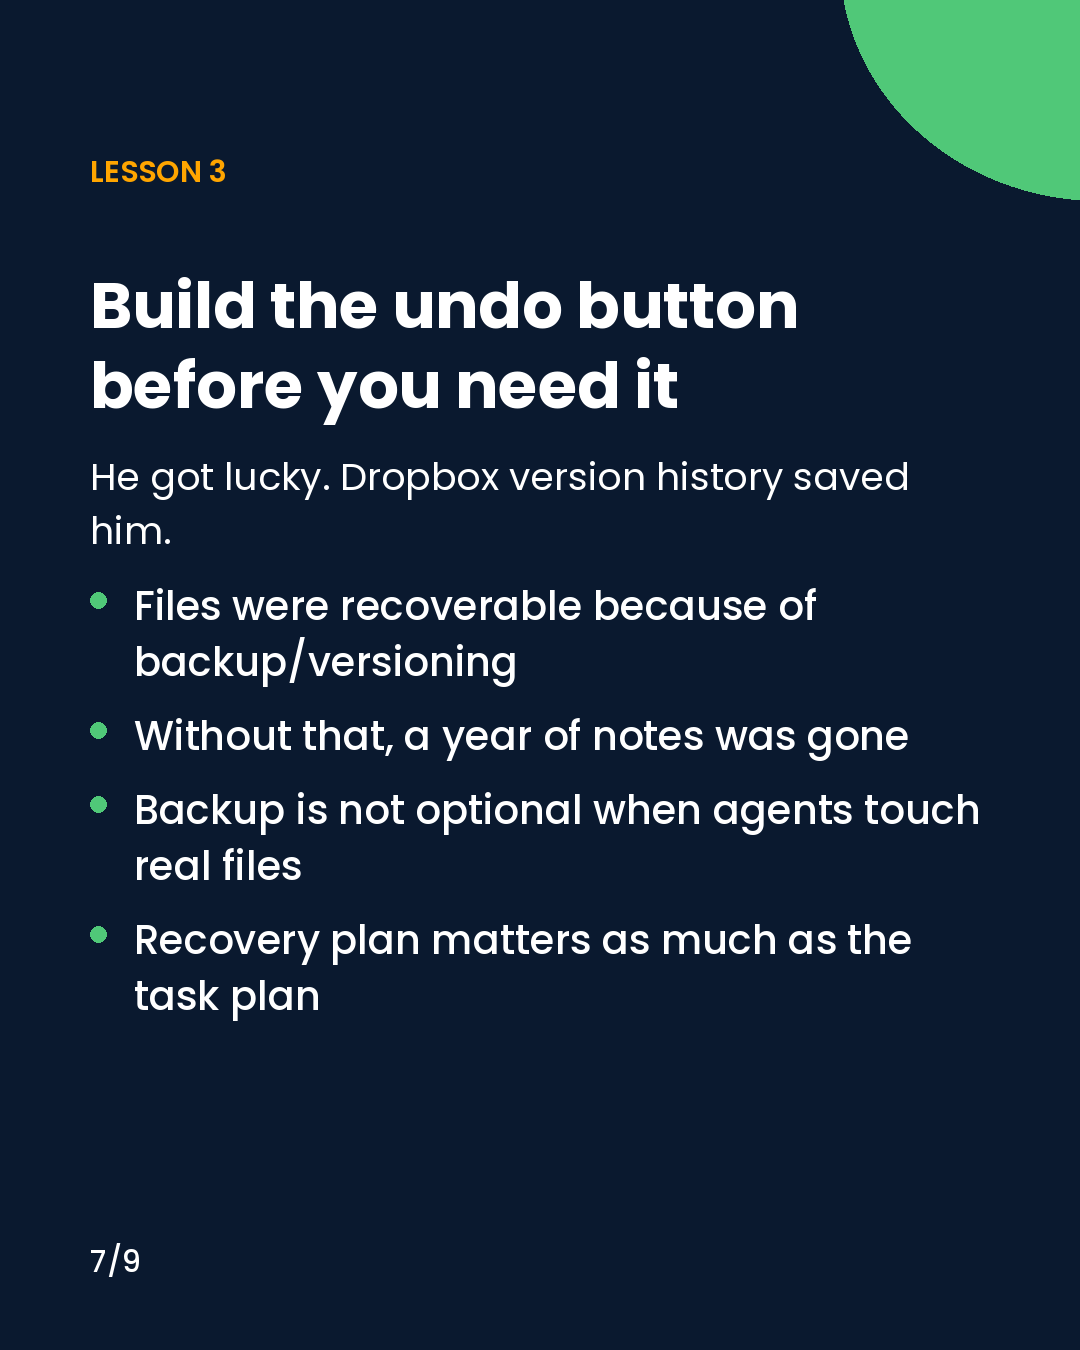 LESSON 3
Build the undo button
before you need it
He got lucky. Dropbox version history saved
him.
Files were recoverable because of
backup/versioning
Without that, a year of notes was gone
Backup is not optional when agents touch
real files
Recovery plan matters as much as the
task plan
7/9